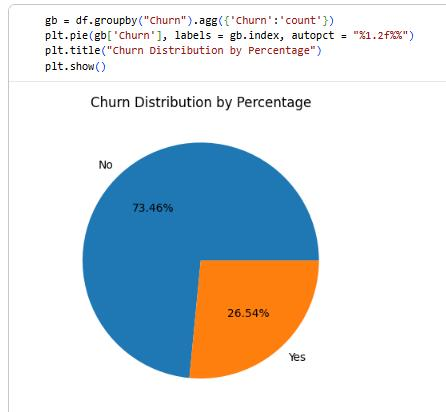 gb = df.groupby("Churn").agg({'Churn':'count'})
plt.pie(gb['Churn'], labels = gb.index, autopct = "%1.2f%%")
plt.title("Churn Distribution by Percentage")
plt.show()
Churn Distribution by Percentage
No
73.46%
26.54%
Yes